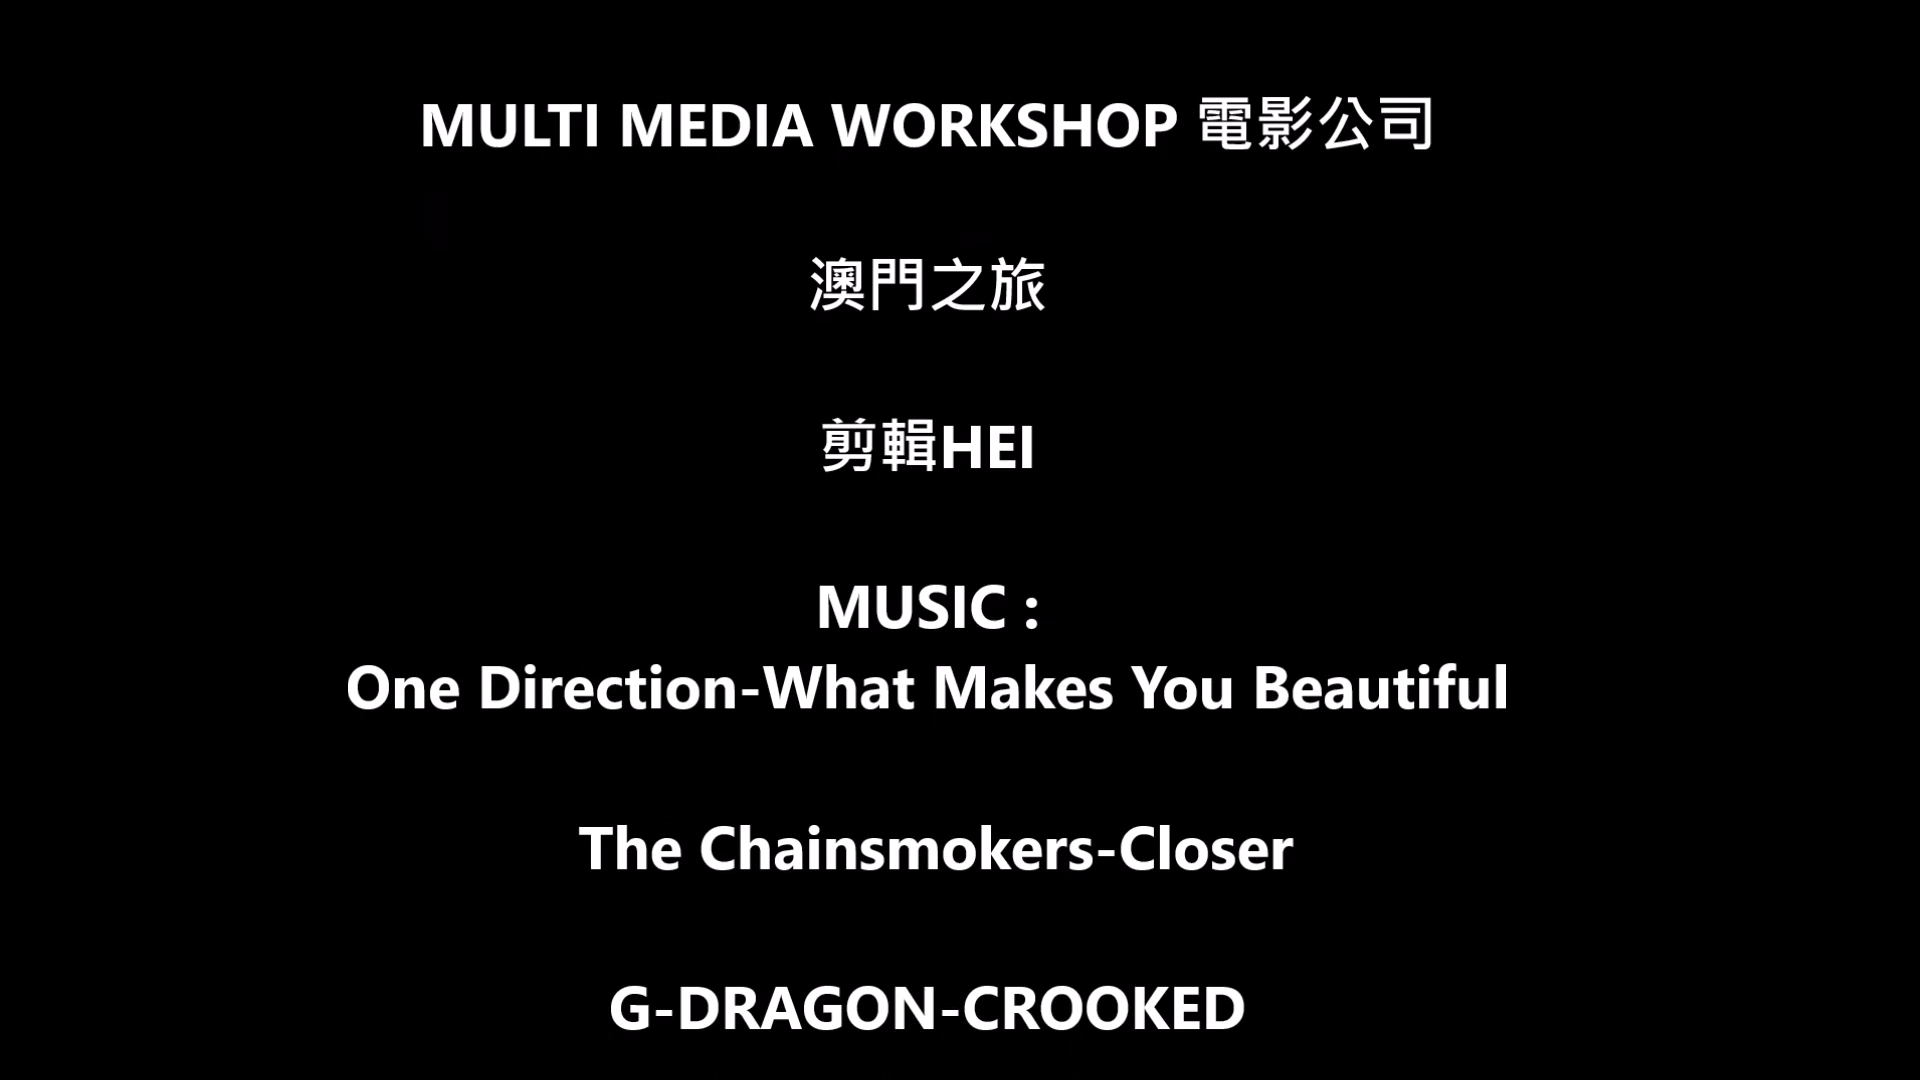 MULTI MEDIA WORKSHOP 電影公司
澳門之旅
剪輯HEI
MUSIC :
One Direction-What Makes You Beautiful
The Chainsmokers-Closer
G-DRAGON-CROOKED